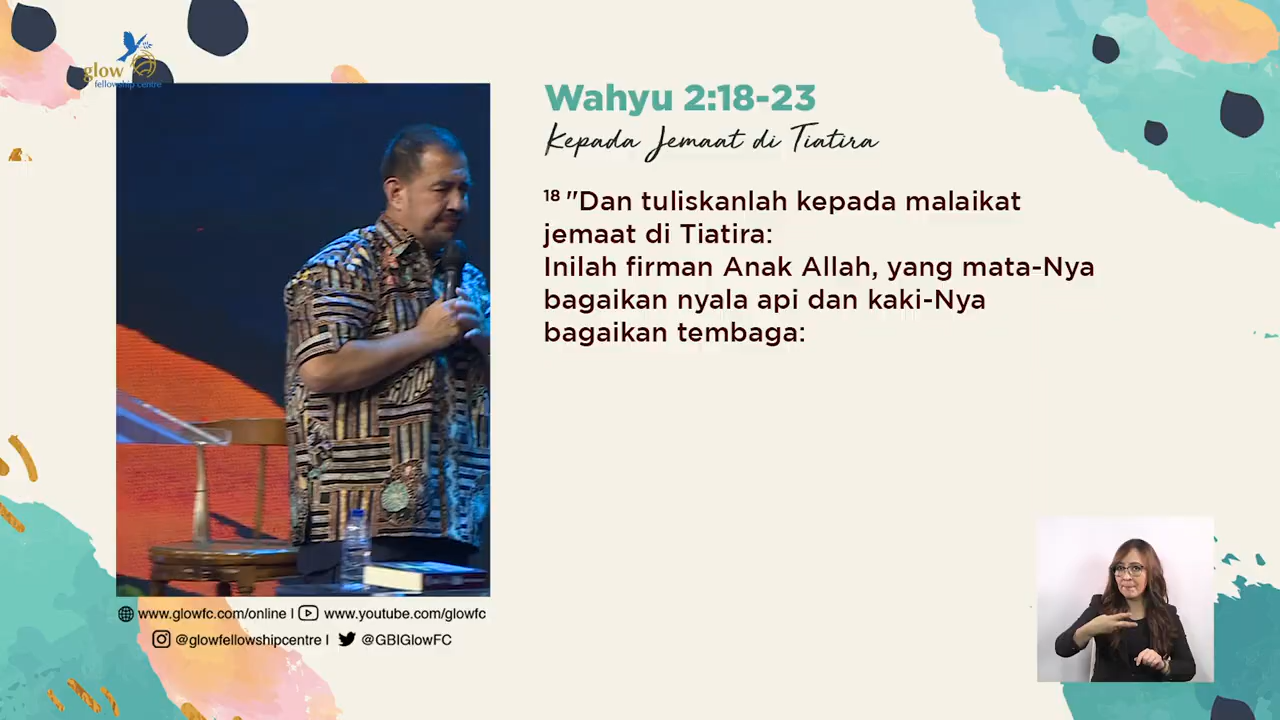 glow
fellowship centre
Wahyu 2:18-23
Kepada Jemaat di Tiatira
18 "Dan tuliskanlah kepada malaikat
jemaat di Tiatira:
Inilah firman Anak Allah, yang mata-Nya
bagaikan nyala api dan kaki-Nya
bagaikan tembaga:
www.glowfc.com/online I www.youtube.com/glowfc
@glowfellowshipcentre I @GBIGlowFC